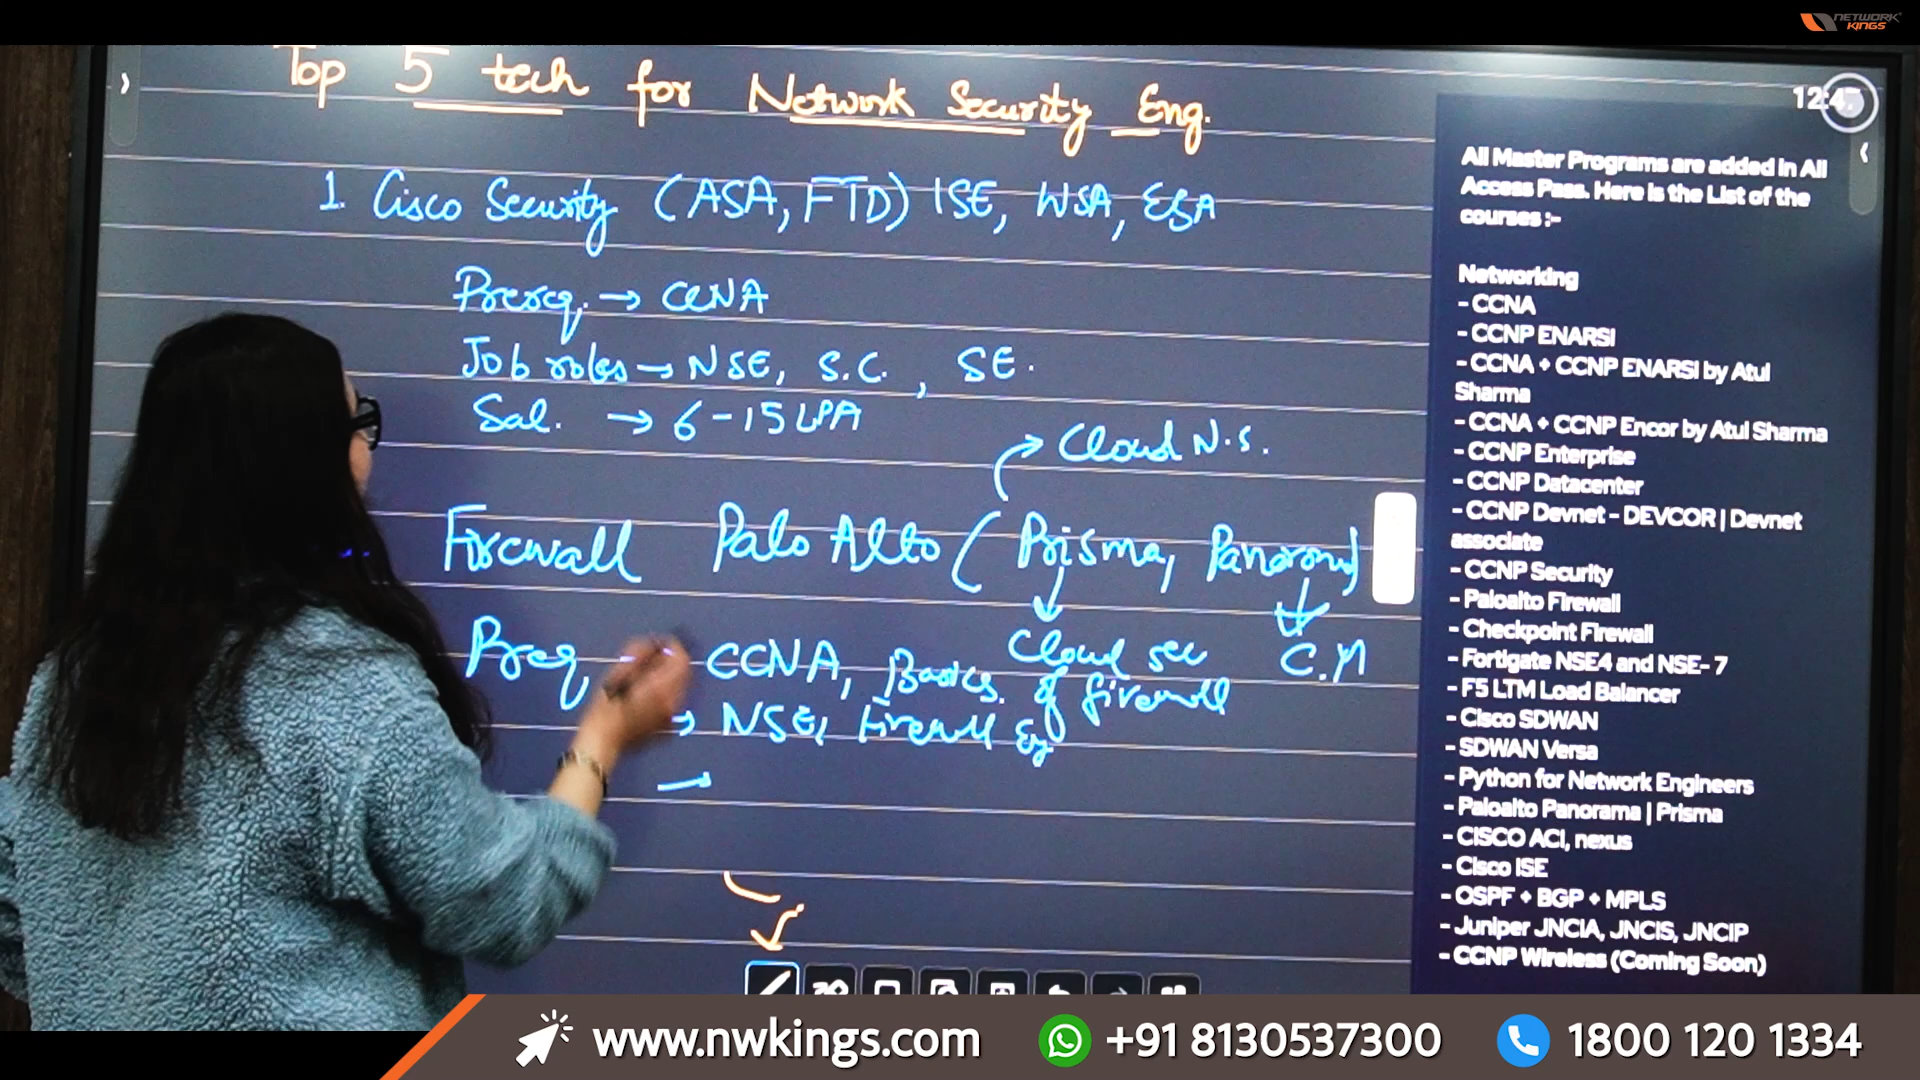 NETWORK
KINGS
Top 5 tech for Network Security Eng.
1. Cisco Security (ASA, FTD) ISE, WSA, ESA
Prereq. → CCNA
Job roles → NSE, S.C., SE.
Sal. → 6-15 LPA
→ Cloud N.S.
Firewall Palo Alto (Prisma, Panorama)
Cloud sec
C.M
Preq CCNA, Basics of firewall
→ NSE, Firewall Eng
12:4
All Master Programs are added in All
Access Pass. Here is the List of the
courses :-
Networking
- CCNA
- CCNP ENARSI
- CCNA + CCNP ENARSI by Atul
Sharma
- CCNA + CCNP Encor by Atul Sharma
- CCNP Enterprise
- CCNP Datacenter
- CCNP Devnet - DEVCOR | Devnet
associate
- CCNP Security
- Paloalto Firewall
- Checkpoint Firewall
- Fortigate NSE4 and NSE- 7
- F5 LTM Load Balancer
- Cisco SDWAN
- SDWAN Versa
- Python for Network Engineers
- Paloalto Panorama | Prisma
- CISCO ACI, nexus
- Cisco ISE
- OSPF + BGP + MPLS
- Juniper JNCIA, JNCIS, JNCIP
- CCNP Wireless (Coming Soon)
www.nwkings.com
+91 8130537300
1800 120 1334